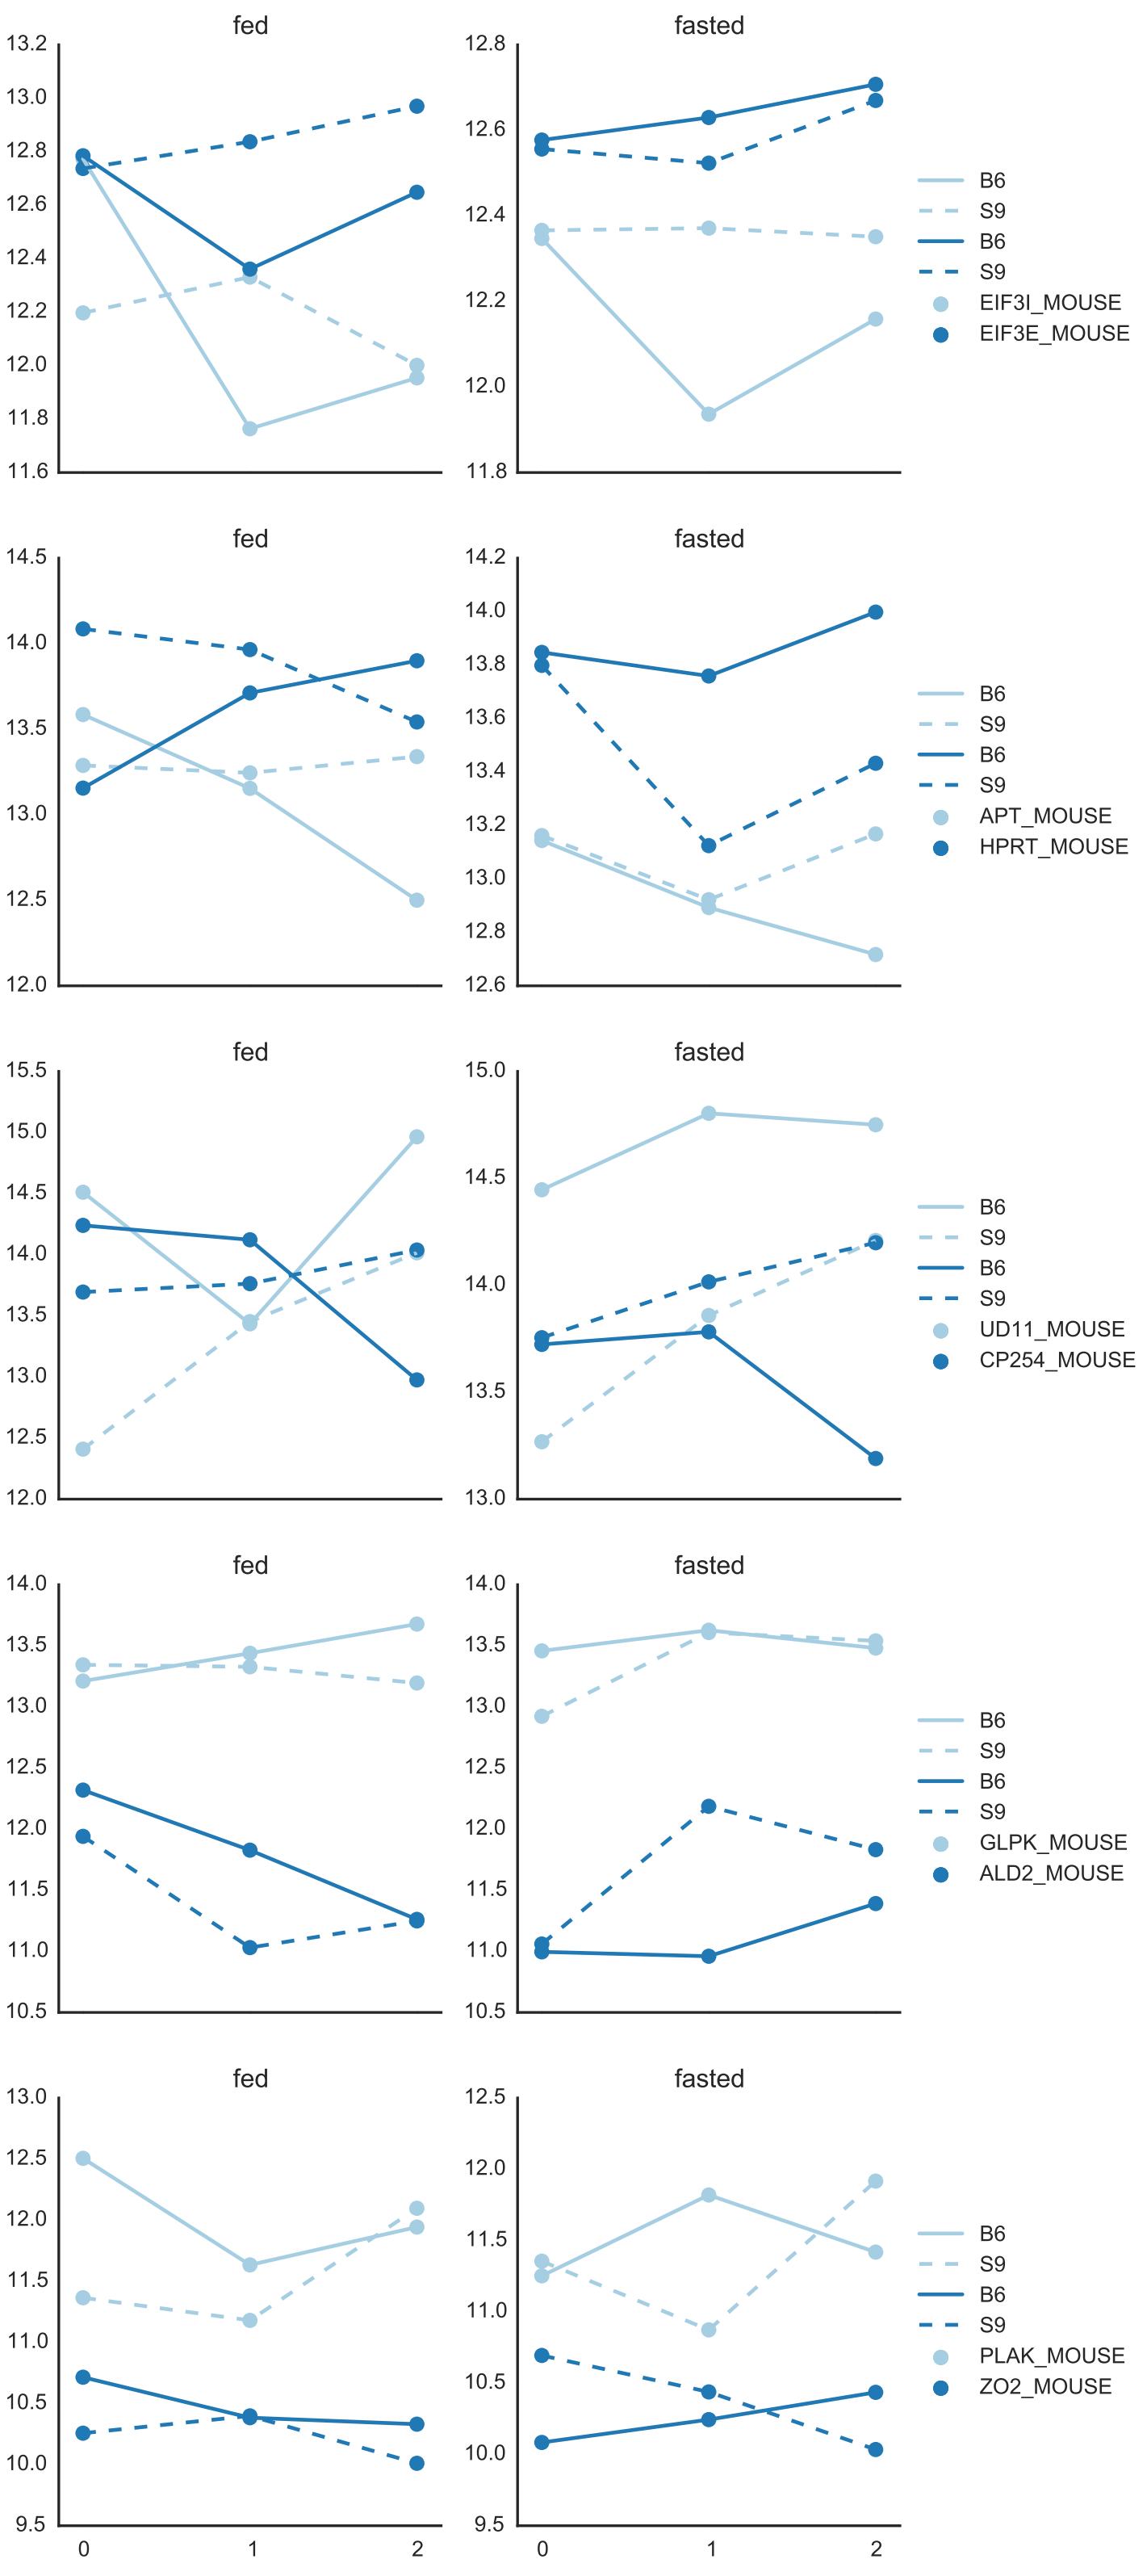 fed
fasted
13.2
13.0
12.8
12.6
12.4
12.2
12.0
11.8
11.6
12.8
12.6
12.4
12.2
12.0
11.8
B6
S9
B6
S9
EIF3I_MOUSE
EIF3E_MOUSE
fed
fasted
14.5
14.0
13.5
13.0
12.5
12.0
14.2
14.0
13.8
13.6
13.4
13.2
13.0
12.8
12.6
B6
S9
B6
S9
APT_MOUSE
HPRT_MOUSE
fed
fasted
15.5
15.0
14.5
14.0
13.5
13.0
12.5
12.0
15.0
14.5
14.0
13.5
13.0
B6
S9
B6
S9
UD11_MOUSE
CP254_MOUSE
fed
fasted
14.0
13.5
13.0
12.5
12.0
11.5
11.0
10.5
14.0
13.5
13.0
12.5
12.0
11.5
11.0
10.5
B6
S9
B6
S9
GLPK_MOUSE
ALD2_MOUSE
fed
fasted
13.0
12.5
12.0
11.5
11.0
10.5
10.0
9.5
12.5
12.0
11.5
11.0
10.5
10.0
9.5
B6
S9
B6
S9
PLAK_MOUSE
ZO2_MOUSE
0 1 2
0 1 2